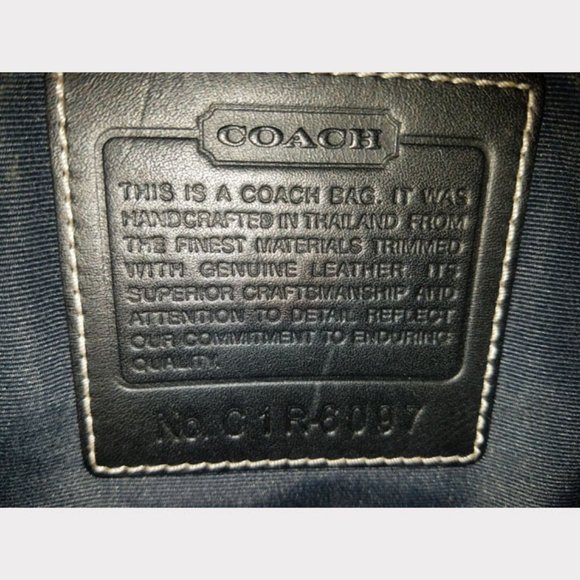 COACH
THIS IS A COACH BAG. IT WAS
HANDCRAFTED IN THAILAND FROM
THE FINEST MATERIALS TRIMMED
WITH GENUINE LEATHER. ITS
SUPERIOR CRAFTSMANSHIP AND
ATTENTION TO DETAIL REFLECT
OUR COMMITMENT TO ENDURING
QUALITY.
No. C1R-6097